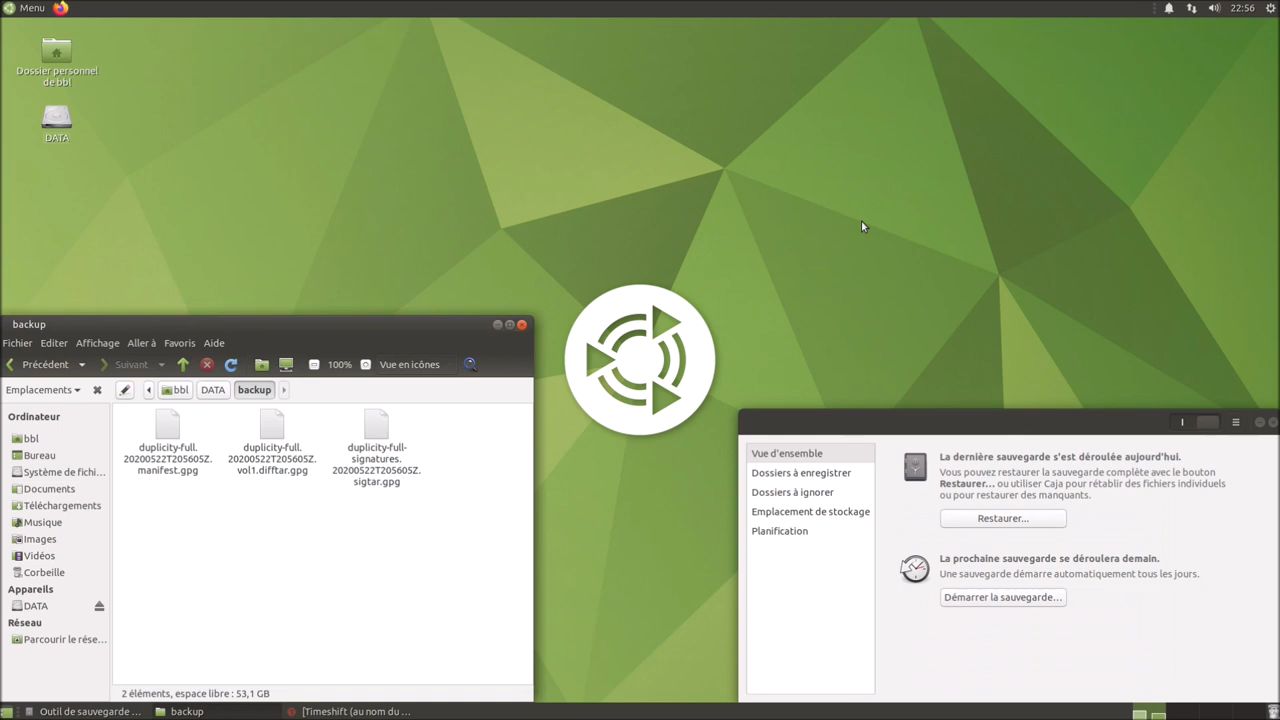 Menu
22:56
Dossier personnel
de bbl
DATA
backup
Fichier Editer Affichage Aller à Favoris Aide
Précédent Suivant 100% Vue en icônes
Emplacements bbl DATA backup
Ordinateur
bbl
Bureau
Système de fichi...
Documents
Téléchargements
Musique
Images
Vidéos
Corbeille
Appareils
DATA
Réseau
Parcourir le rése...
duplicity-full.
20200522T205605Z.
manifest.gpg
duplicity-full.
20200522T205605Z.
vol1.difftar.gpg
duplicity-full-
signatures.
20200522T205605Z.
sigtar.gpg
2 éléments, espace libre : 53,1 GB
Vue d'ensemble
Dossiers à enregistrer
Dossiers à ignorer
Emplacement de stockage
Planification
La dernière sauvegarde s'est déroulée aujourd'hui.
Vous pouvez restaurer la sauvegarde complète avec le bouton
Restaurer... ou utiliser Caja pour rétablir des fichiers individuels
ou pour restaurer des manquants.
Restaurer...
La prochaine sauvegarde se déroulera demain.
Une sauvegarde démarre automatiquement tous les jours.
Démarrer la sauvegarde...
Outil de sauvegarde ... backup [Timeshift (au nom du ...